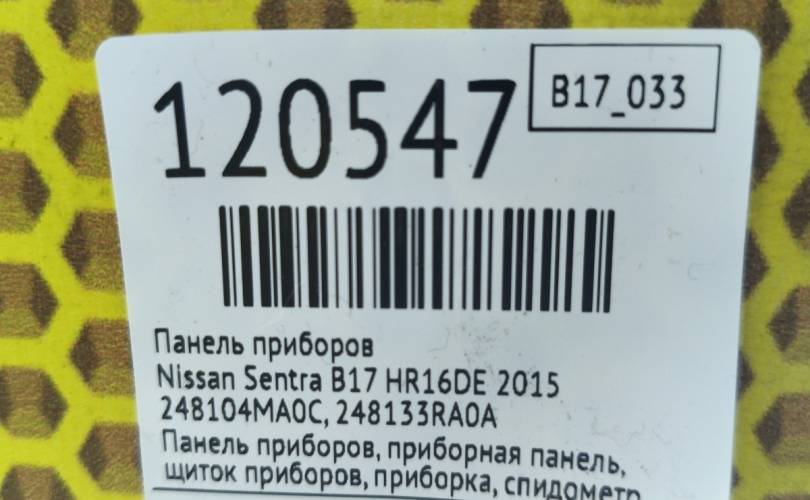 120547
B17_033
Панель приборов
Nissan Sentra B17 HR16DE 2015
248104MA0C, 248133RA0A
Панель приборов, приборная панель,
щиток приборов, приборка, спидометр